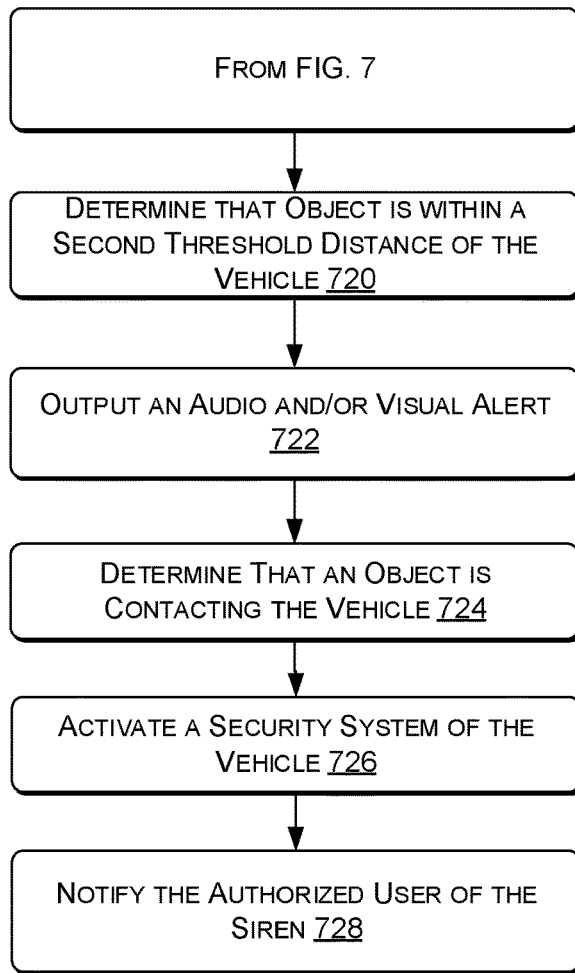 FROM FIG. 7
DETERMINE THAT OBJECT IS WITHIN A
SECOND THRESHOLD DISTANCE OF THE
VEHICLE 720
OUTPUT AN AUDIO AND/OR VISUAL ALERT
722
DETERMINE THAT AN OBJECT IS
CONTACTING THE VEHICLE 724
ACTIVATE A SECURITY SYSTEM OF THE
VEHICLE 726
NOTIFY THE AUTHORIZED USER OF THE
SIREN 728